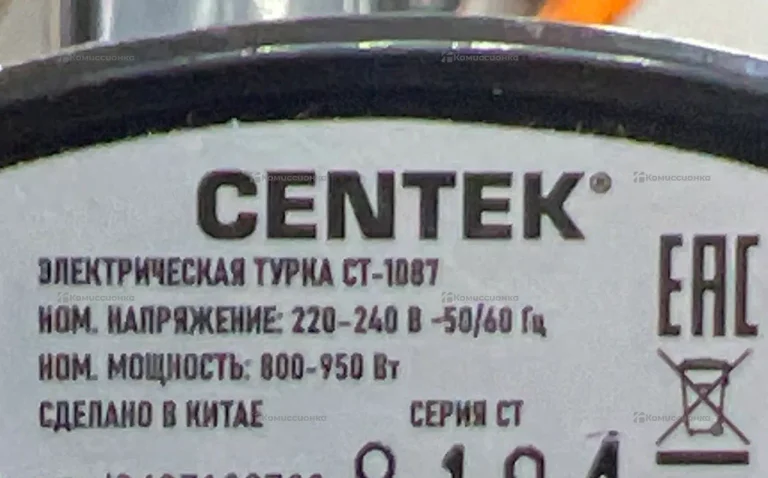 CENTEK®
ЭЛЕКТРИЧЕСКАЯ ТУРКА CT-1087
НОМ. НАПРЯЖЕНИЕ: 220-240 В ~50/60 Гц
НОМ. МОЩНОСТЬ: 800-950 Вт
СДЕЛАНО В КИТАЕ СЕРИЯ CT
EAC
Комиссионко